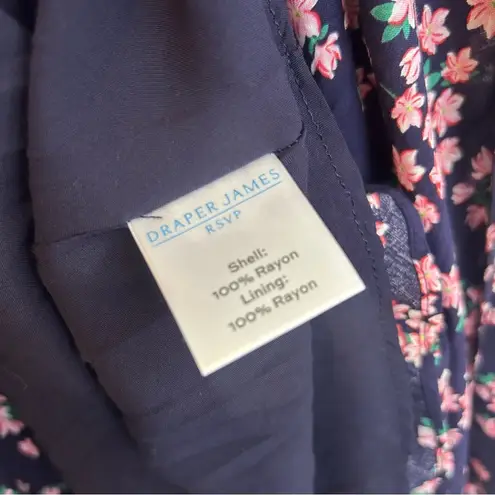 DRAPER JAMES
RSVP
Shell:
100% Rayon
Lining:
100% Rayon